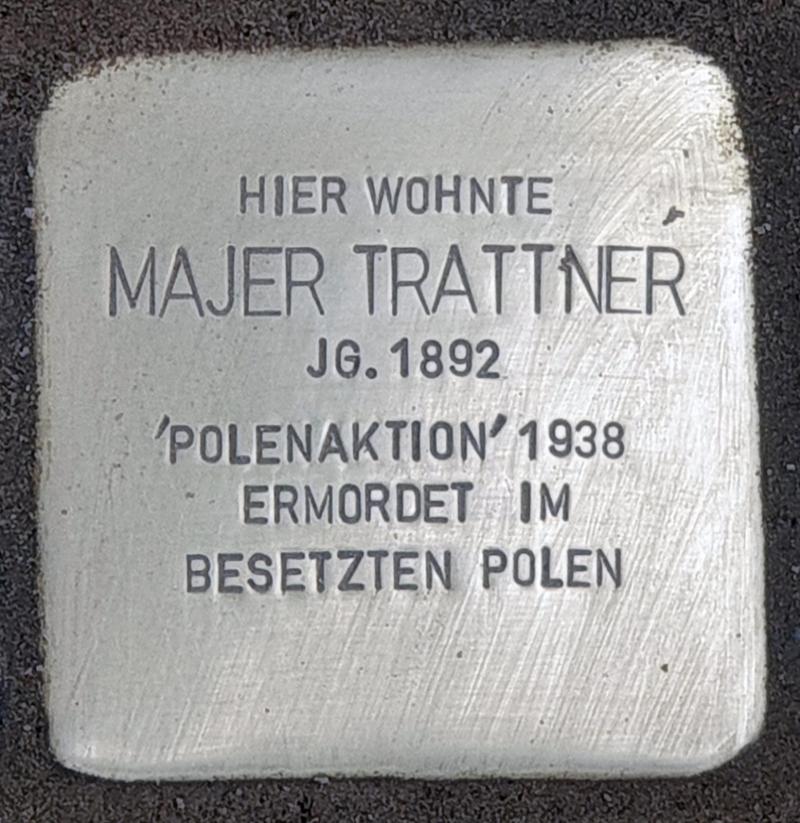 HIER WOHNTE
MAJER TRATTNER
JG. 1892
'POLENAKTION' 1938
ERMORDET IM
BESETZTEN POLEN